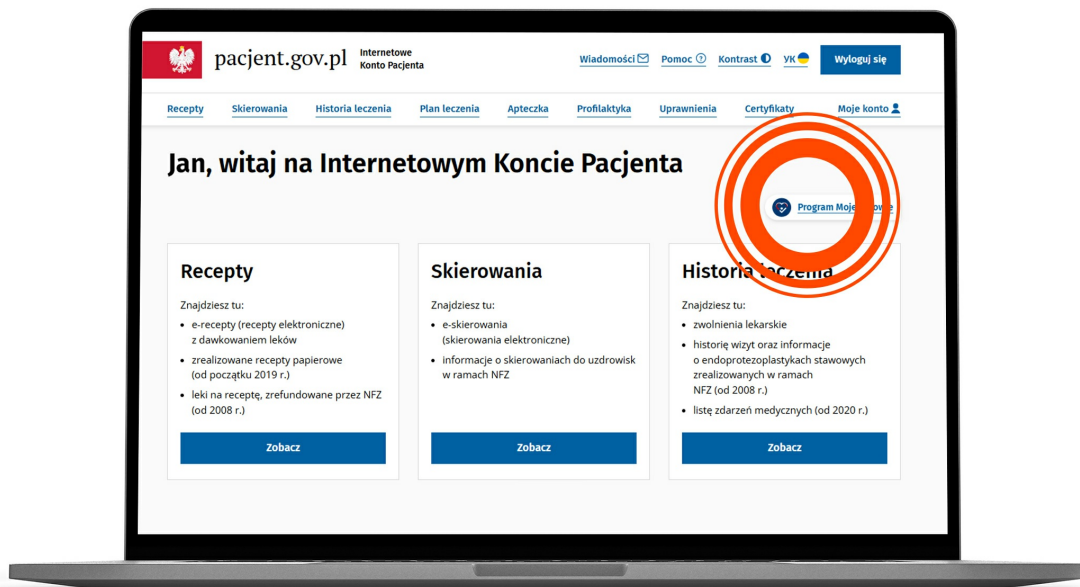 pacjent.gov.pl
Internetowe
Konto Pacjenta
Wiadomości
Pomoc
Kontrast
УК
Wyloguj się
Recepty
Skierowania
Historia leczenia
Plan leczenia
Apteczka
Profilaktyka
Uprawnienia
Certyfikaty
Moje konto
Jan, witaj na Internetowym Koncie Pacjenta
Program Moje
Recepty
Znajdziesz tu:
• e-recepty (recepty elektroniczne)
z dawkowaniem leków
• zrealizowane recepty papierowe
(od początku 2019 r.)
• leki na receptę, zrefundowane przez NFZ
(od 2008 r.)
Zobacz
Skierowania
Znajdziesz tu:
• e-skierowania
(skierowania elektroniczne)
• informacje o skierowaniach do uzdrowisk
w ramach NFZ
Zobacz
Historia leczenia
Znajdziesz tu:
• zwolnienia lekarskie
• historię wizyt oraz informacje
o endoprotezoplastykach stawowych
zrealizowanych w ramach
NFZ (od 2008 r.)
• listę zdarzeń medycznych (od 2020 r.)
Zobacz